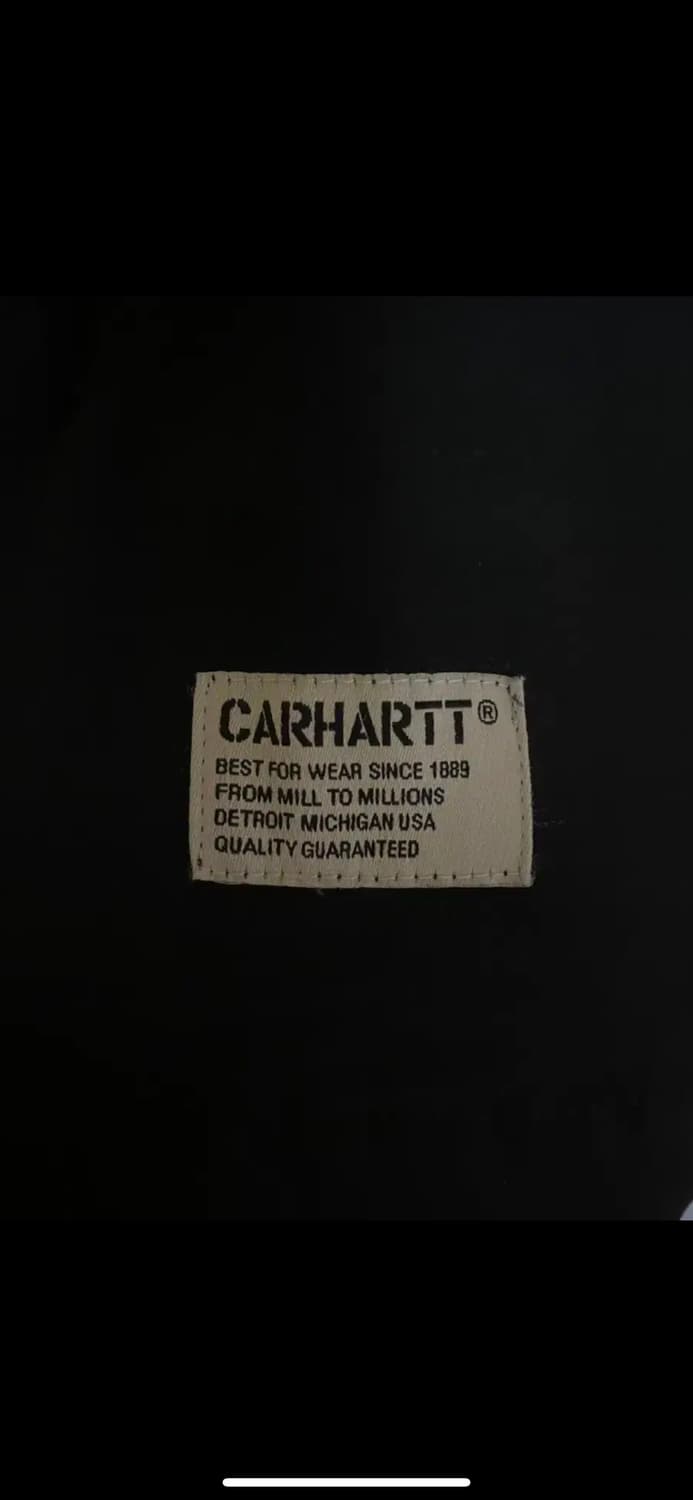 CARHARTT®
BEST FOR WEAR SINCE 1889
FROM MILL TO MILLIONS
DETROIT MICHIGAN USA
QUALITY GUARANTEED